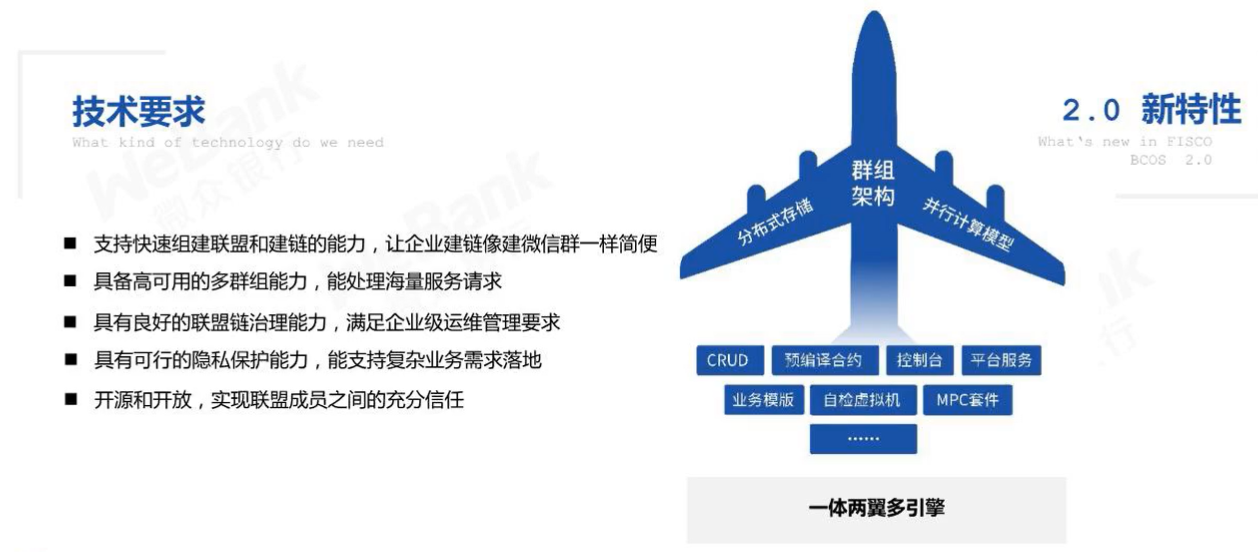 技术要求
What kind of technology do we need
■ 支持快速组建联盟和建链的能力，让企业建链像建微信群一样简便
■ 具备高可用的多群组能力，能处理海量服务请求
■ 具有良好的联盟链治理能力，满足企业级运维管理要求
■ 具有可行的隐私保护能力，能支持复杂业务需求落地
■ 开源和开放，实现联盟成员之间的充分信任
2.0 新特性
What's new in FISCO
BCOS 2.0
群组
架构
分布式存储
并行计算模型
CRUD 预编译合约 控制台 平台服务
业务模版 自检虚拟机 MPC套件
······
一体两翼多引擎
WeBank
微众银行